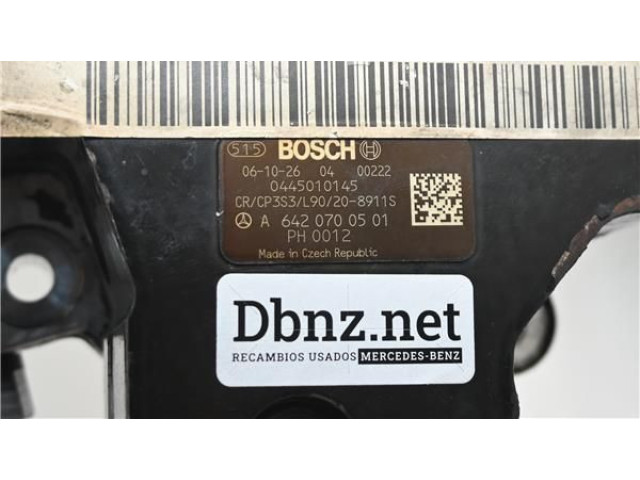 515 BOSCH
06-10-26 04 00222
0445010145
CR/CP3S3/L90/20-8911S
A 642 070 05 01
PH 0012
Made in Czech Republic
Dbnz.net
RECAMBIOS USADOS MERCEDES-BENZ